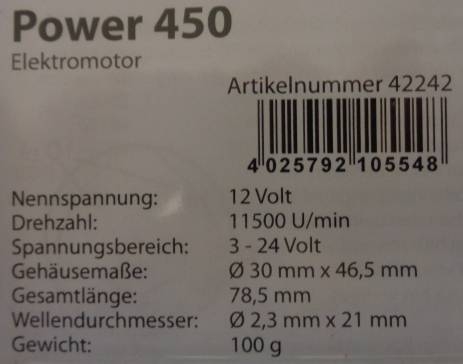 Power 450
Elektromotor
Artikelnummer 42242
4 025792 105548
Nennspannung: 12 Volt
Drehzahl: 11500 U/min
Spannungsbereich: 3 - 24 Volt
Gehäusemaße: Ø 30 mm x 46,5 mm
Gesamtlänge: 78,5 mm
Wellendurchmesser: Ø 2,3 mm x 21 mm
Gewicht: 100 g